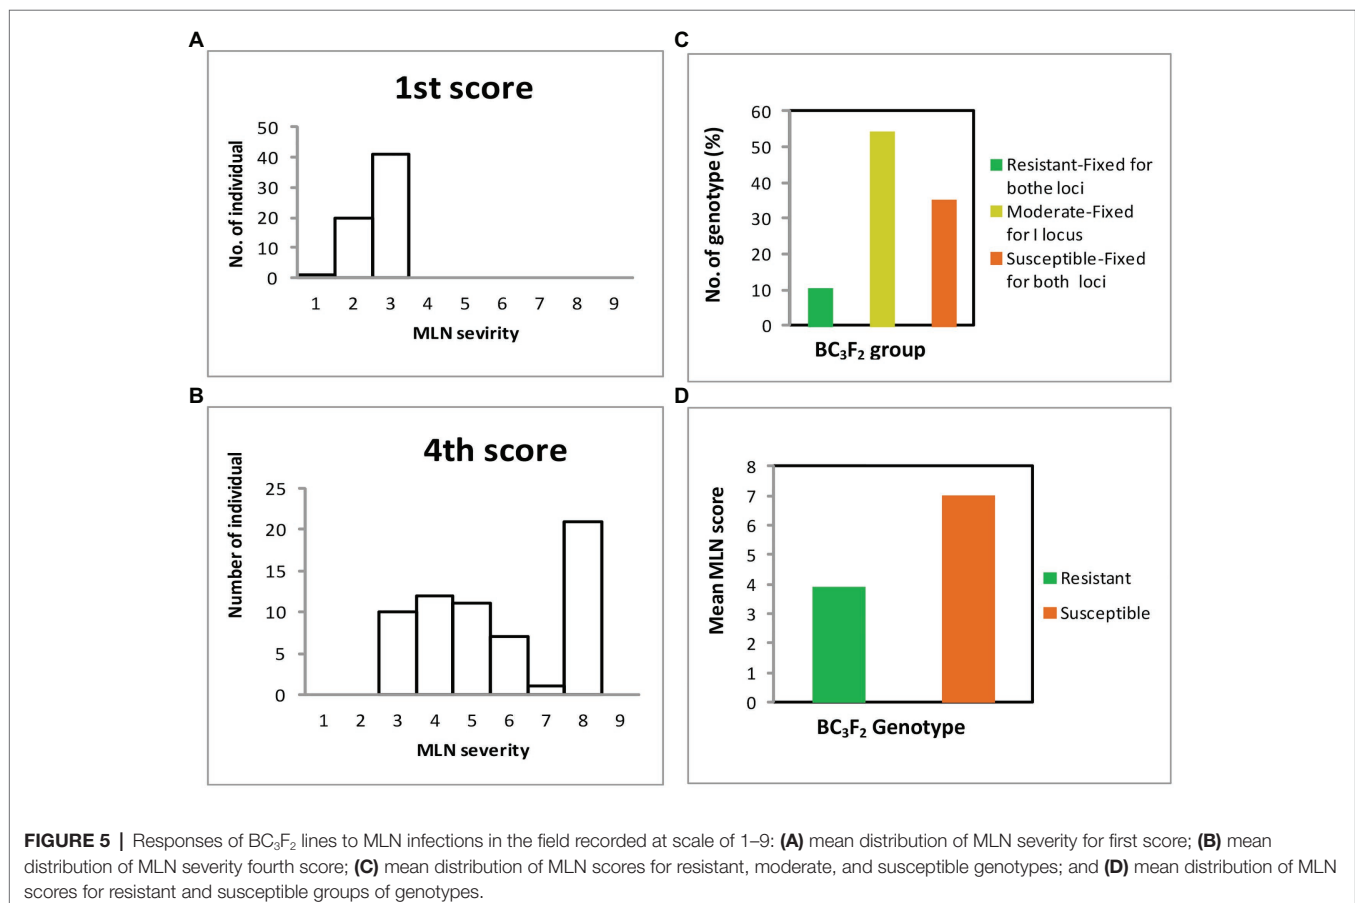 A
1st score
No. of individual
50
40
30
20
10
0
1 2 3 4 5 6 7 8 9
MLN sevirity
B
4th score
Number of individual
25
20
15
10
5
0
1 2 3 4 5 6 7 8 9
MLN severity
C
No. of genotype (%)
60
50
40
30
20
10
0
BC₃F₂ group
Resistant-Fixed for
bothe loci
Moderate-Fixed
for I locus
Susceptible-Fixed
for both loci
D
Mean MLN score
8
7
6
5
4
3
2
1
0
BC₃F₂ Genotype
Resistant
Susceptible
FIGURE 5 | Responses of BC₃F₂ lines to MLN infections in the field recorded at scale of 1–9: (A) mean distribution of MLN severity for first score; (B) mean
distribution of MLN severity fourth score; (C) mean distribution of MLN scores for resistant, moderate, and susceptible genotypes; and (D) mean distribution of MLN
scores for resistant and susceptible groups of genotypes.